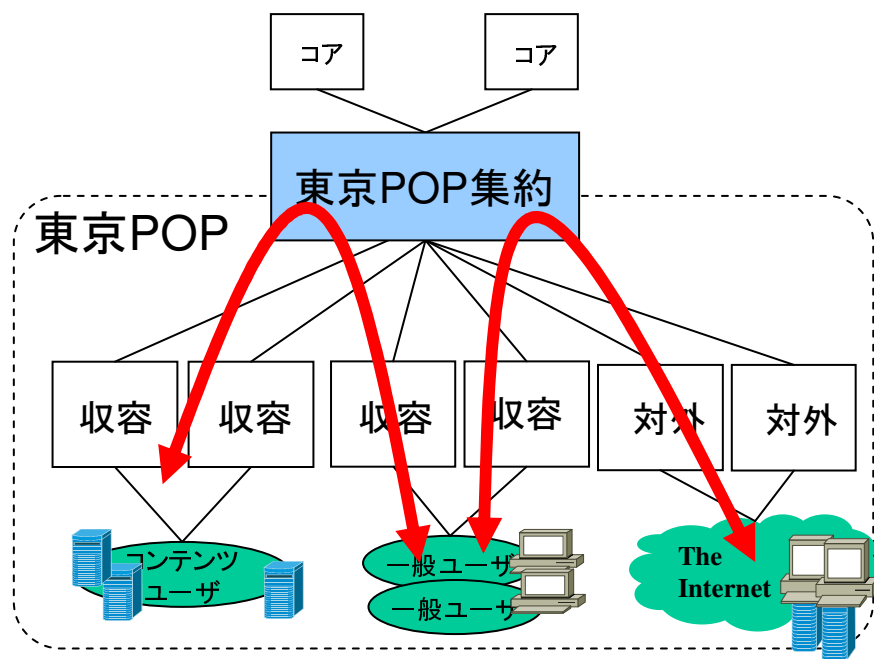 コア
コア
東京POP集約
東京POP
収容
収容
収容
収容
対外
対外
コンテンツ
ユーザ
一般ユーザ
一般ユーザ
The
Internet